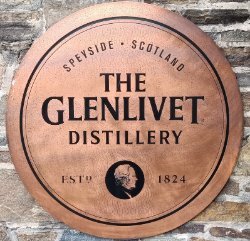 SPEYSIDE · SCOTLAND
THE
GLENLIVET
DISTILLERY
ESTD 1824